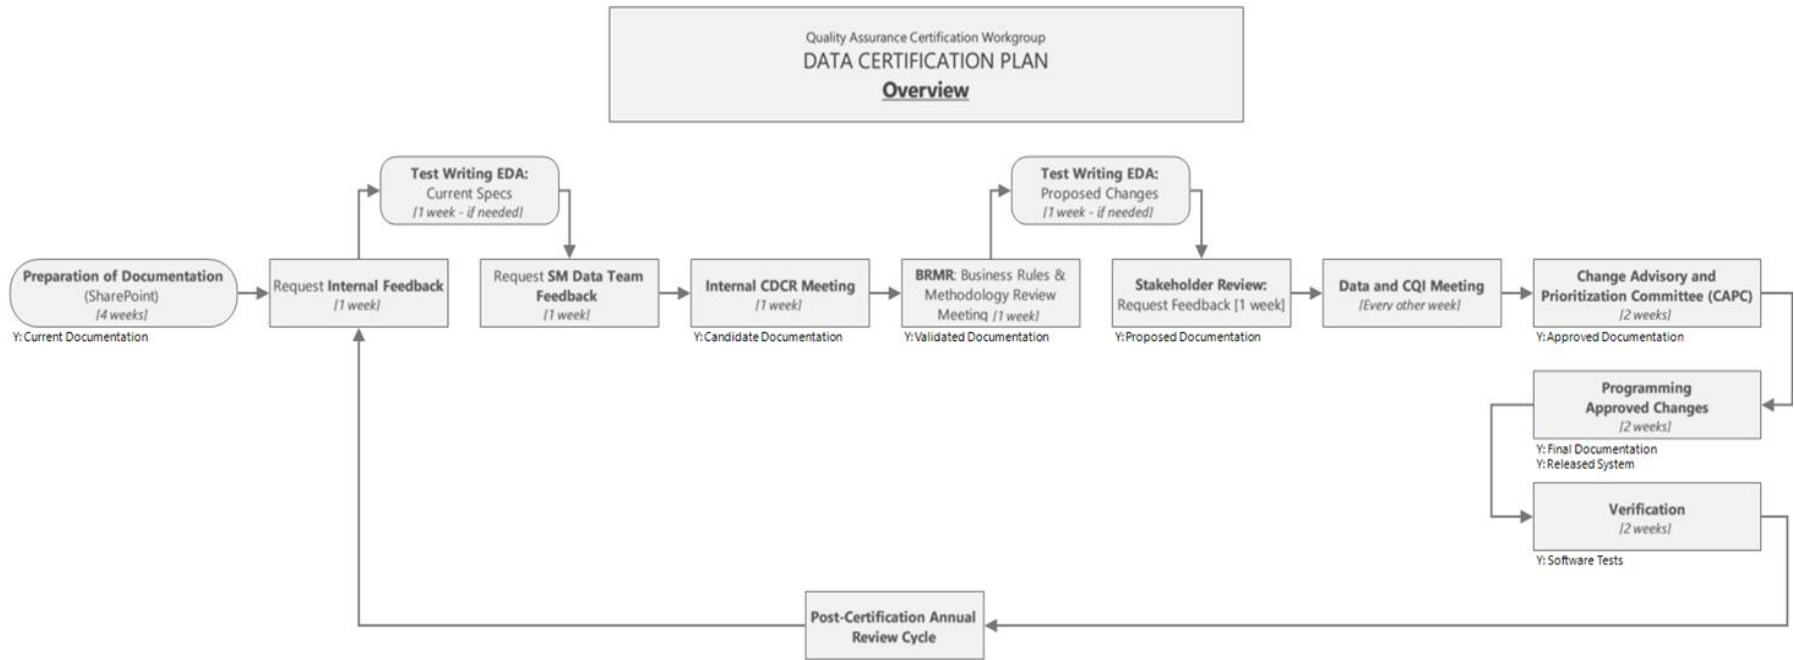 Quality Assurance Certification Workgroup
DATA CERTIFICATION PLAN
Overview
Preparation of Documentation
(SharePoint)
[4 weeks]
Y: Current Documentation
Request Internal Feedback
[1 week]
Test Writing EDA:
Current Specs
[1 week - if needed]
Request SM Data Team
Feedback
[1 week]
Internal CDCR Meeting
[1 week]
Y: Candidate Documentation
BRMR: Business Rules &
Methodology Review
Meeting [1 week]
Y: Validated Documentation
Test Writing EDA:
Proposed Changes
[1 week - if needed]
Stakeholder Review:
Request Feedback [1 week]
Y: Proposed Documentation
Data and CQI Meeting
[Every other week]
Change Advisory and
Prioritization Committee (CAPC)
[2 weeks]
Y: Approved Documentation
Programming
Approved Changes
[2 weeks]
Y: Final Documentation
Y: Released System
Verification
[2 weeks]
Y: Software Tests
Post-Certification Annual
Review Cycle